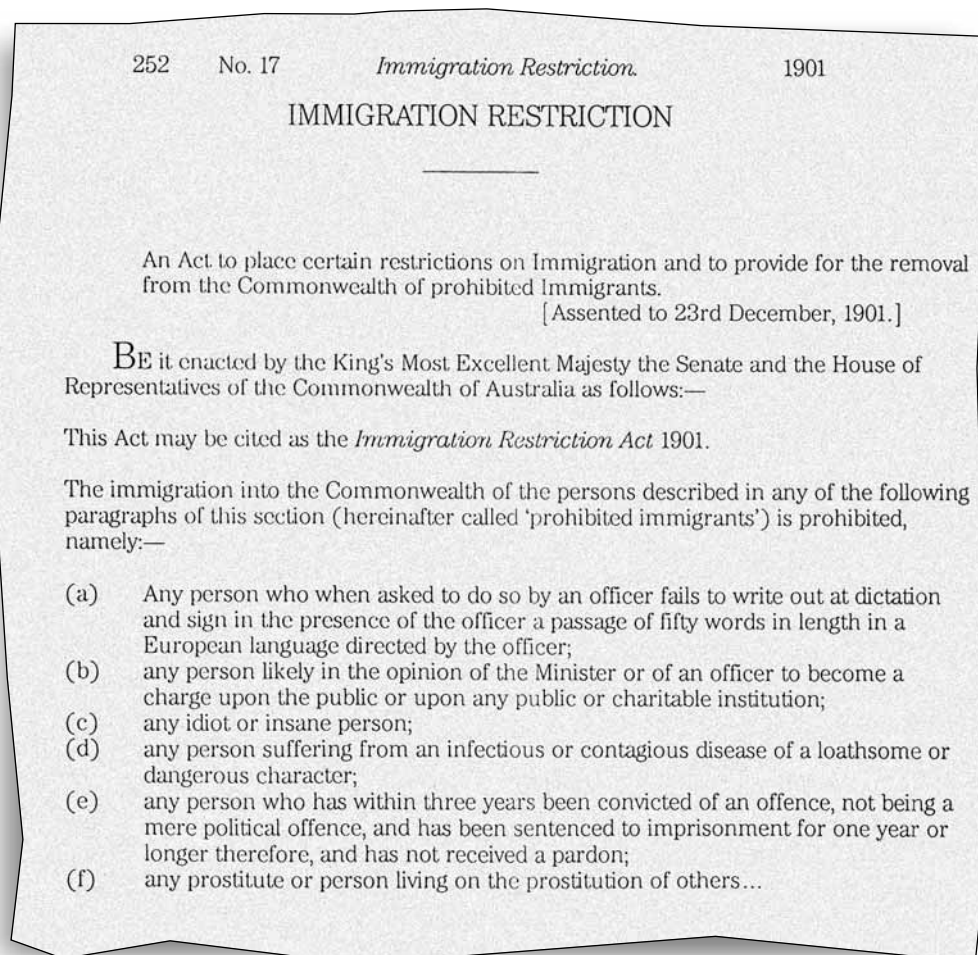 252 No. 17 Immigration Restriction. 1901
IMMIGRATION RESTRICTION
An Act to place certain restrictions on Immigration and to provide for the removal
from the Commonwealth of prohibited Immigrants.
[Assented to 23rd December, 1901.]
BE it enacted by the King's Most Excellent Majesty the Senate and the House of
Representatives of the Commonwealth of Australia as follows:—
This Act may be cited as the Immigration Restriction Act 1901.
The immigration into the Commonwealth of the persons described in any of the following
paragraphs of this section (hereinafter called ‘prohibited immigrants’) is prohibited,
namely:—
(a) Any person who when asked to do so by an officer fails to write out at dictation
and sign in the presence of the officer a passage of fifty words in length in a
European language directed by the officer;
(b) any person likely in the opinion of the Minister or of an officer to become a
charge upon the public or upon any public or charitable institution;
(c) any idiot or insane person;
(d) any person suffering from an infectious or contagious disease of a loathsome or
dangerous character;
(e) any person who has within three years been convicted of an offence, not being a
mere political offence, and has been sentenced to imprisonment for one year or
longer therefore, and has not received a pardon;
(f) any prostitute or person living on the prostitution of others...